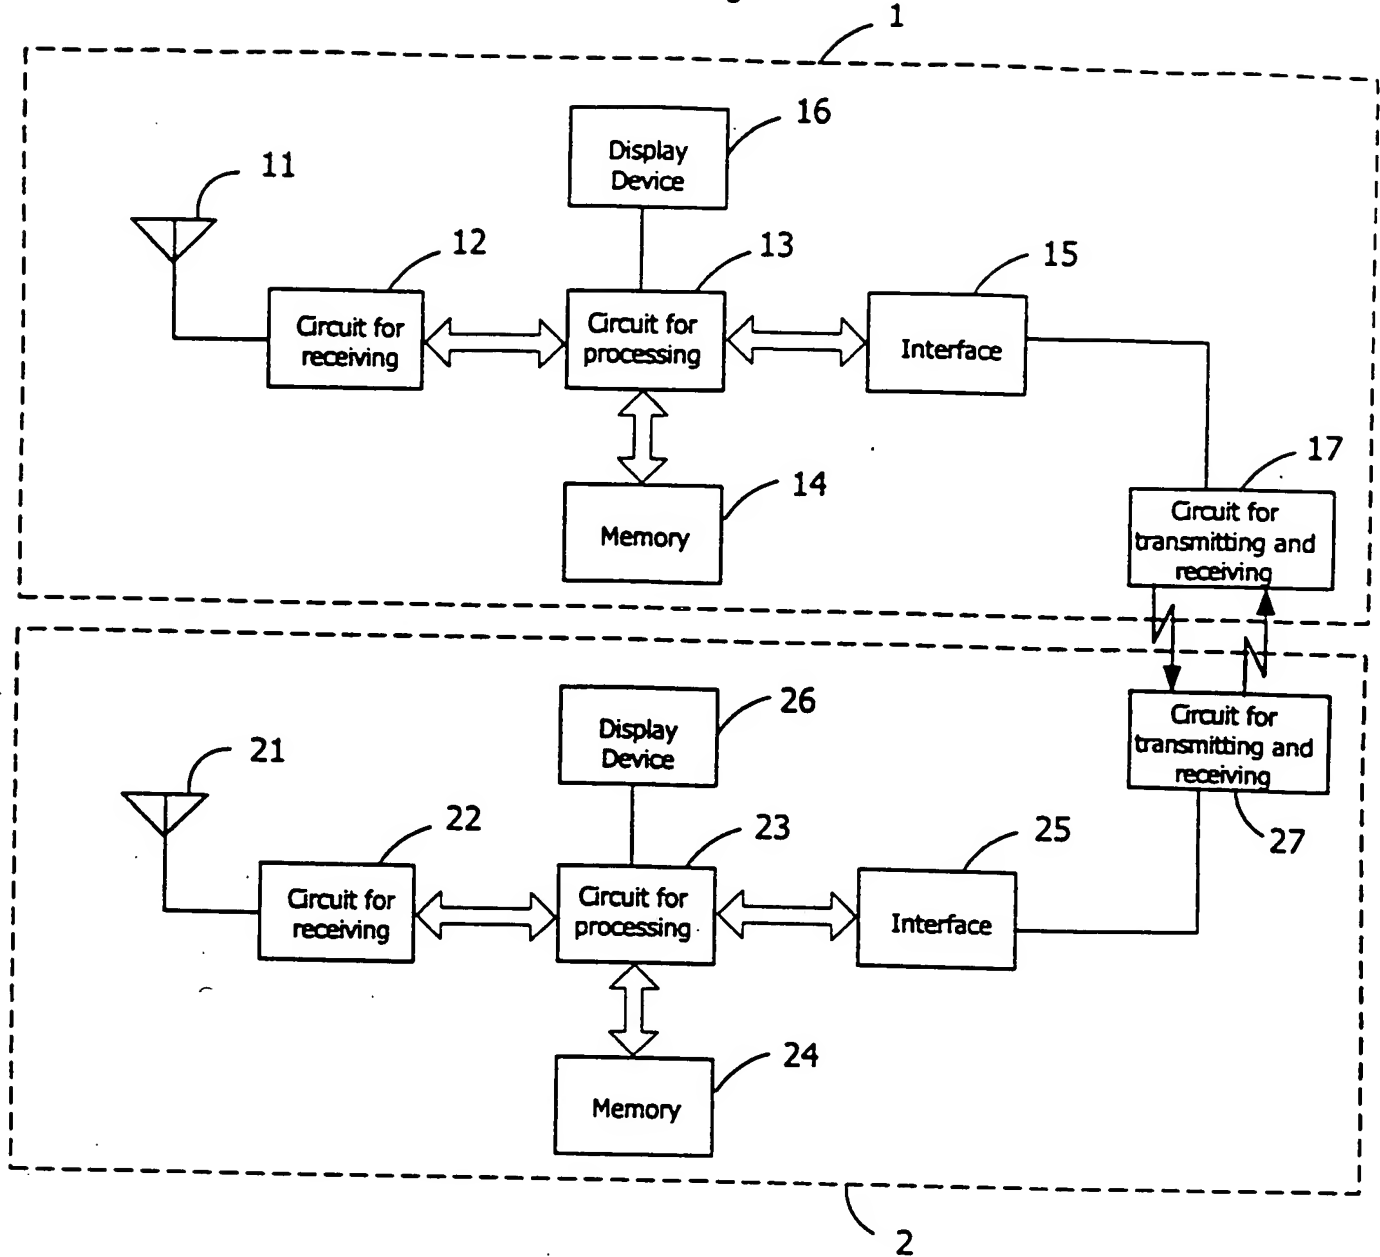 1
16
Display
Device
11
12
13
15
Circuit for
receiving
Circuit for
processing
Interface
17
14
Circuit for
transmitting and
receiving
Memory
26
Display
Device
Circuit for
transmitting and
receiving
21
22
23
25
27
Circuit for
receiving
Circuit for
processing
Interface
24
Memory
2